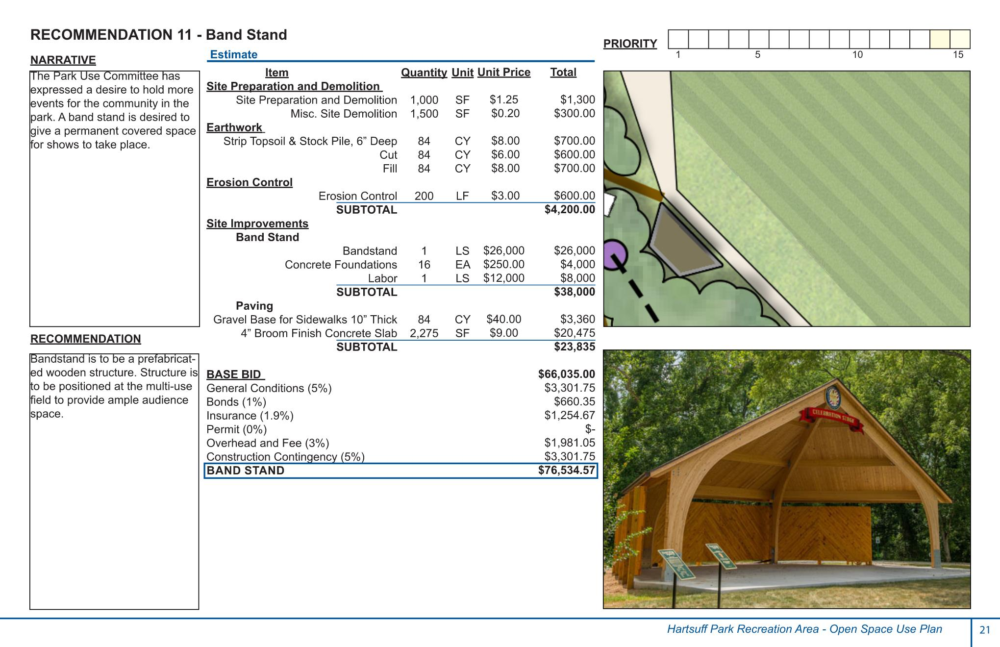 RECOMMENDATION 11 - Band Stand
NARRATIVE
The Park Use Committee has
expressed a desire to hold more
events for the community in the
park. A band stand is desired to
give a permanent covered space
for shows to take place.
RECOMMENDATION
Bandstand is to be a prefabricat-
ed wooden structure. Structure is
to be positioned at the multi-use
field to provide ample audience
space.
Estimate
Item Quantity Unit Unit Price Total
Site Preparation and Demolition
Site Preparation and Demolition 1,000 SF $1.25 $1,300
Misc. Site Demolition 1,500 SF $0.20 $300.00
Earthwork
Strip Topsoil & Stock Pile, 6” Deep 84 CY $8.00 $700.00
Cut 84 CY $6.00 $600.00
Fill 84 CY $8.00 $700.00
Erosion Control
Erosion Control 200 LF $3.00 $600.00
SUBTOTAL $4,200.00
Site Improvements
Band Stand
Bandstand 1 LS $26,000 $26,000
Concrete Foundations 16 EA $250.00 $4,000
Labor 1 LS $12,000 $8,000
SUBTOTAL $38,000
Paving
Gravel Base for Sidewalks 10” Thick 84 CY $40.00 $3,360
4” Broom Finish Concrete Slab 2,275 SF $9.00 $20,475
SUBTOTAL $23,835
BASE BID $66,035.00
General Conditions (5%) $3,301.75
Bonds (1%) $660.35
Insurance (1.9%) $1,254.67
Permit (0%) $-
Overhead and Fee (3%) $1,981.05
Construction Contingency (5%) $3,301.75
BAND STAND $76,534.57
PRIORITY
1 5 10 15
CELEBRATION STAGE
Hartsuff Park Recreation Area - Open Space Use Plan
21